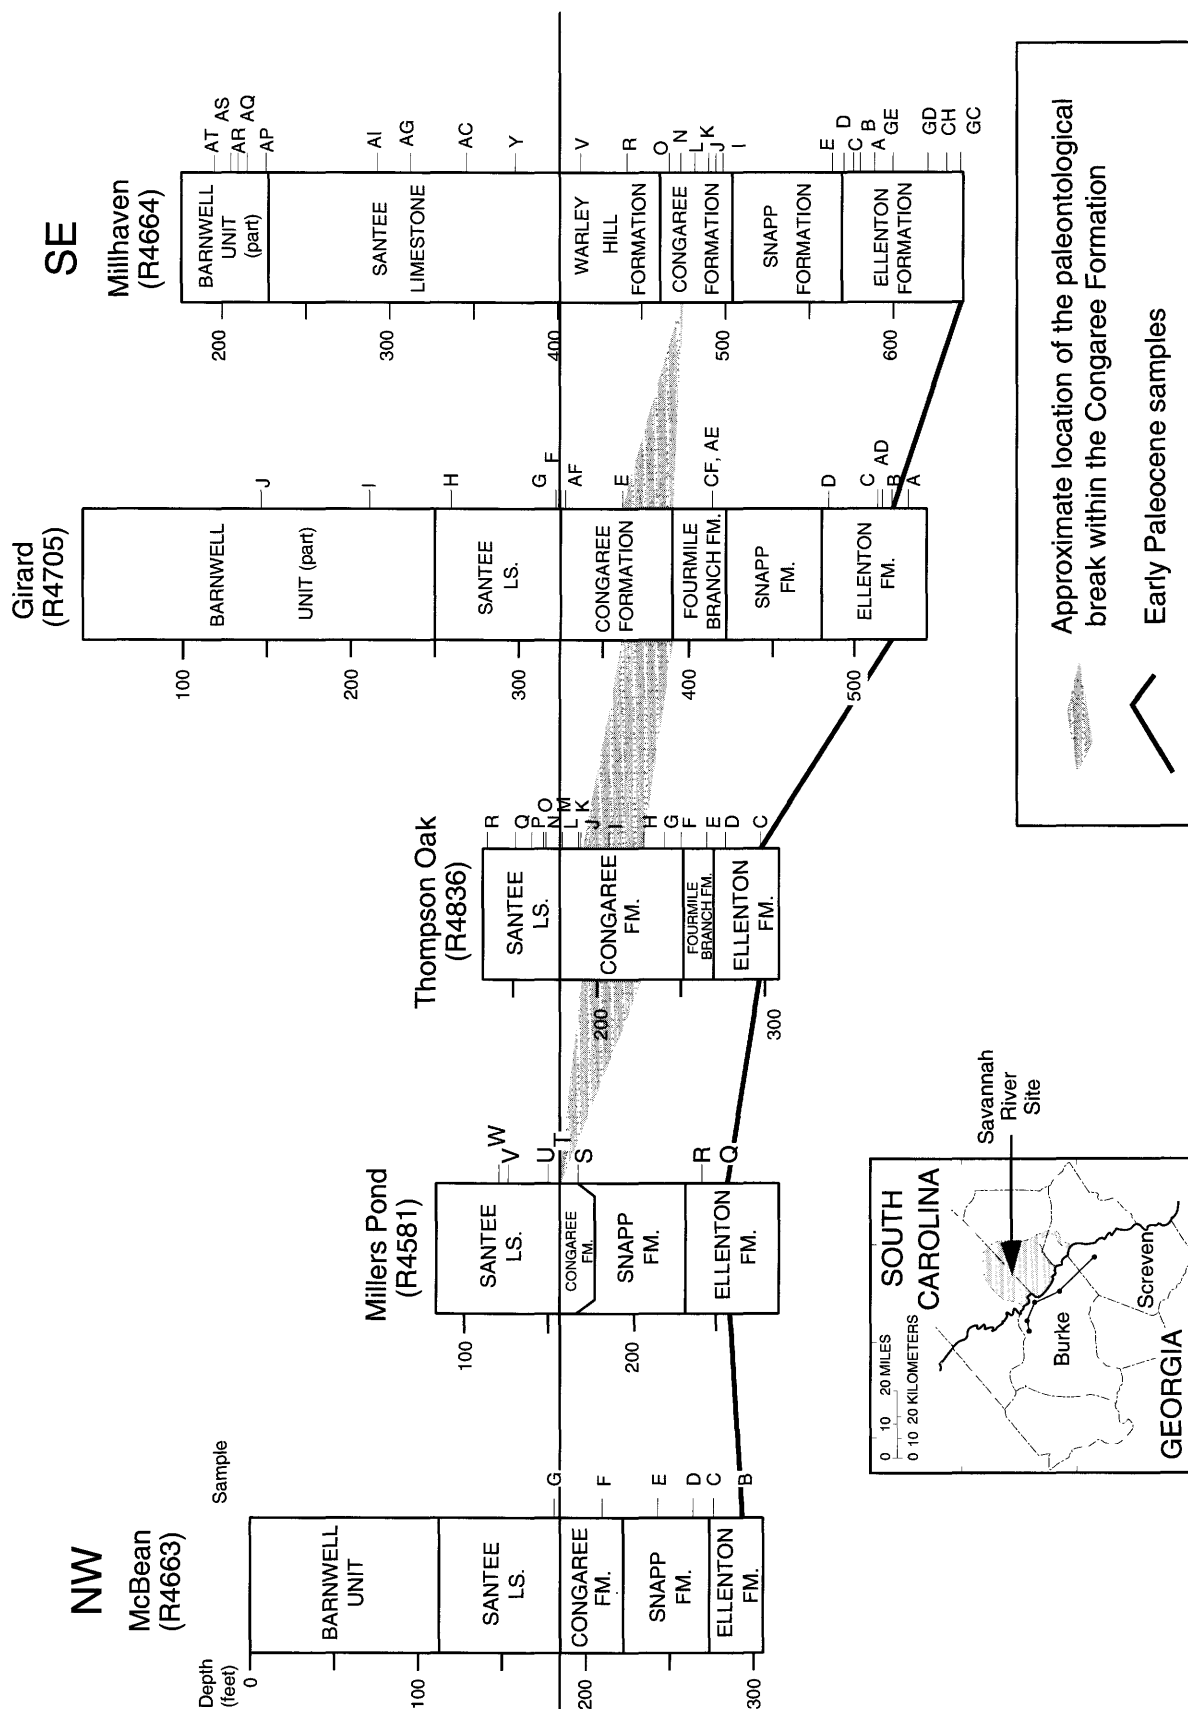 NW
SE
McBean
(R4663)
Depth
(feet)
Sample
0
100
200
300
BARNWELL
UNIT
SANTEE
LS.
CONGAREE
FM.
SNAPP
FM.
ELLENTON
FM.
G
F
E
D
C
B
Millers Pond
(R4581)
100
200
SANTEE
LS.
CONGAREE
FM.
SNAPP
FM.
ELLENTON
FM.
W
V
U
T
S
R
Q
Thompson Oak
(R4836)
200
300
SANTEE
LS.
CONGAREE
FM.
FOURMILE
BRANCH FM.
ELLENTON
FM.
R
Q
P
O
N
M
L
K
J
I
H
G
F
E
D
C
Girard
(R4705)
100
200
300
400
500
BARNWELL
UNIT (part)
SANTEE
LS.
CONGAREE
FORMATION
FOURMILE
BRANCH FM.
SNAPP
FM.
ELLENTON
FM.
J
I
H
G
F
AF
E
CF, AE
D
C
AD
B
A
Millhaven
(R4664)
200
300
400
500
600
BARNWELL
UNIT
(part)
SANTEE
LIMESTONE
WARLEY
HILL
FORMATION
CONGAREE
FORMATION
SNAPP
FORMATION
ELLENTON
FORMATION
AT
AS
AR
AQ
AP
AI
AG
AC
Y
V
R
O
N
L
K
J
I
E
D
C
B
A
GE
GD
CH
GC
0 10 20 MILES
0 10 20 KILOMETERS
SOUTH
CAROLINA
Savannah
River
Site
Burke
Screven
GEORGIA
Approximate location of the paleontological
break within the Congaree Formation
Early Paleocene samples